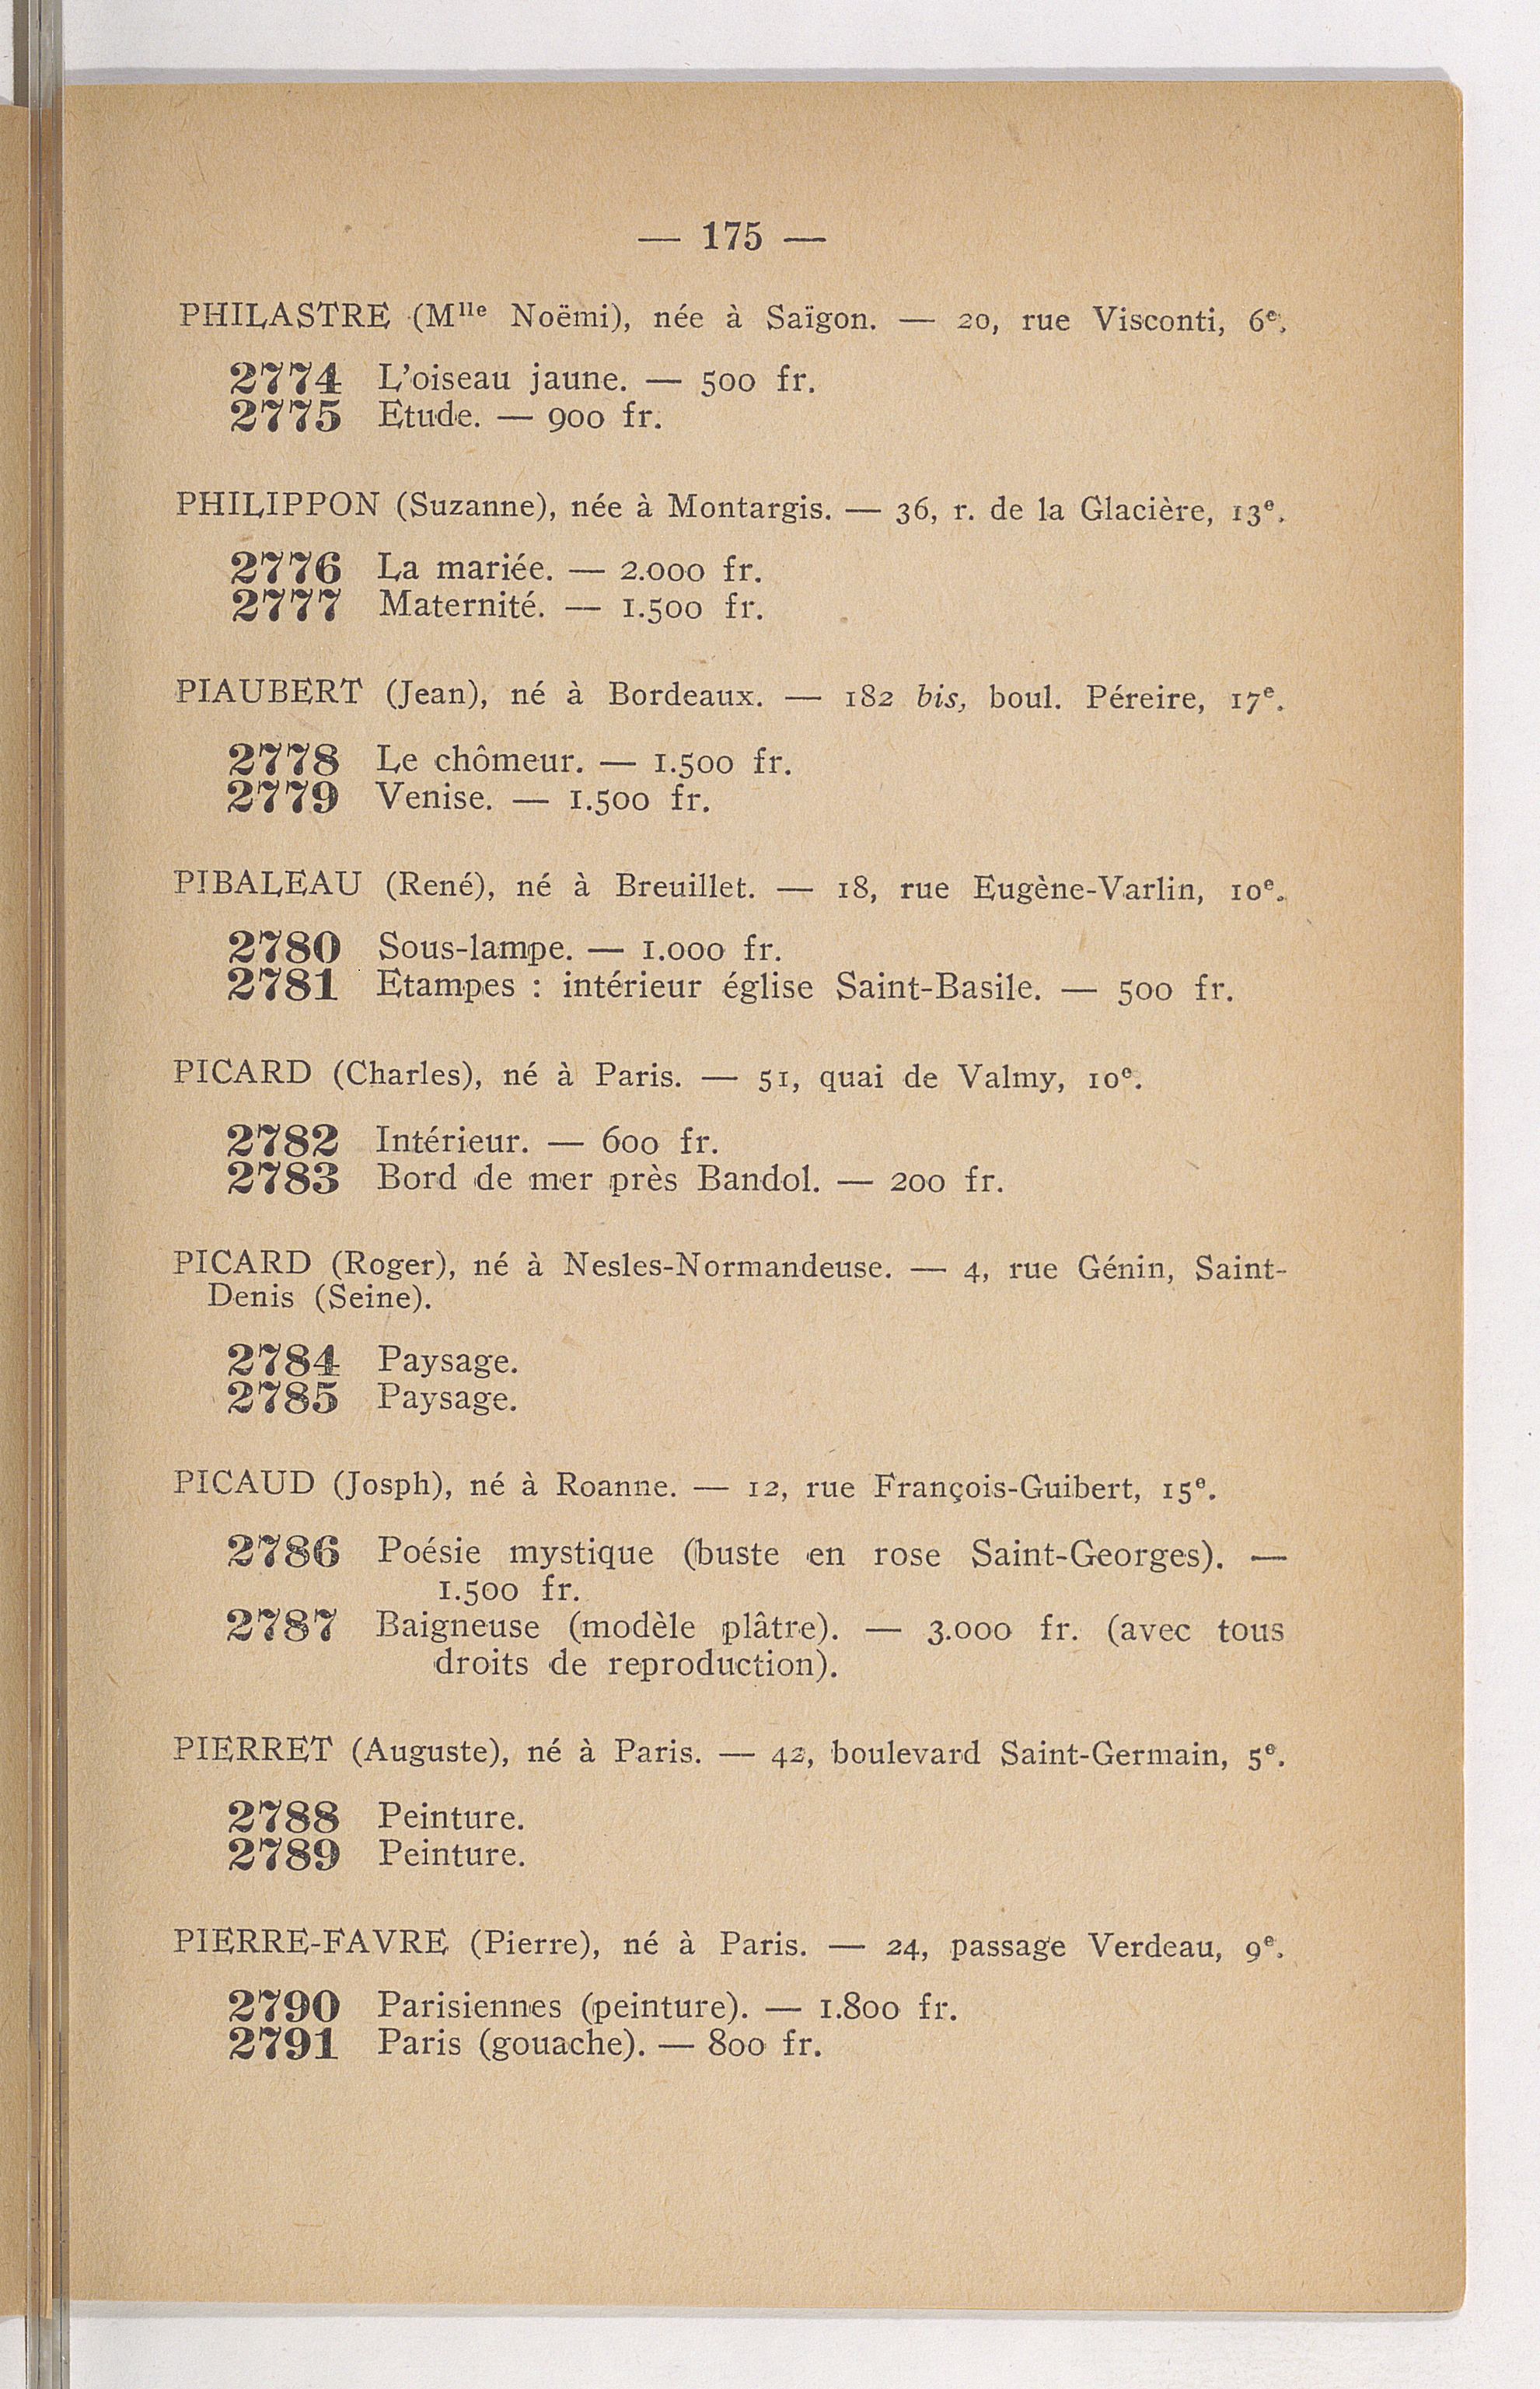 — 175 —
PHILASTRE (Mlle Noëmi), née à Saïgon. — 20, rue Visconti, 6e.
2774 L'oiseau jaune. — 500 fr.
2775 Etude. — 900 fr.
PHILIPPON (Suzanne), née à Montargis. — 36, r. de la Glacière, 13e.
2776 La mariée. — 2.000 fr.
2777 Maternité. — 1.500 fr.
PIAUBERT (Jean), né à Bordeaux. — 182 bis, boul. Péreire, 17e.
2778 Le chômeur. — 1.500 fr.
2779 Venise. — 1.500 fr.
PIBALEAU (René), né à Breuillet. — 18, rue Eugène-Varlin, 10e.
2780 Sous-lampe. — 1.000 fr.
2781 Etampes : intérieur église Saint-Basile. — 500 fr.
PICARD (Charles), né à Paris. — 51, quai de Valmy, 10e.
2782 Intérieur. — 600 fr.
2783 Bord de mer près Bandol. — 200 fr.
PICARD (Roger), né à Nesles-Normandeuse. — 4, rue Génin, Saint-
Denis (Seine).
2784 Paysage.
2785 Paysage.
PICAUD (Josph), né à Roanne. — 12, rue François-Guibert, 15e.
2786 Poésie mystique (buste en rose Saint-Georges). —
1.500 fr.
2787 Baigneuse (modèle plâtre). — 3.000 fr. (avec tous
droits de reproduction).
PIERRET (Auguste), né à Paris. — 42, boulevard Saint-Germain, 5e.
2788 Peinture.
2789 Peinture.
PIERRE-FAVRE (Pierre), né à Paris. — 24, passage Verdeau, 9e.
2790 Parisiennes (peinture). — 1.800 fr.
2791 Paris (gouache). — 800 fr.